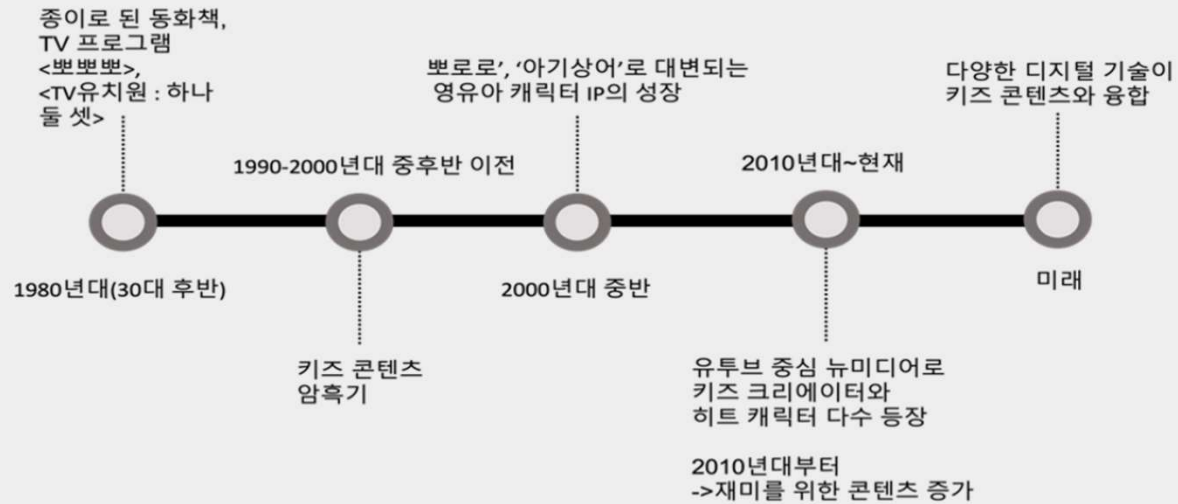 종이로 된 동화책,
TV 프로그램
<뽀뽀뽀>,
<TV유치원 : 하나
둘 셋>
1980년대(30대 후반)
1990-2000년대 중후반 이전
키즈 콘텐츠
암흑기
뽀로로’, ‘아기상어’로 대변되는
영유아 캐릭터 IP의 성장
2000년대 중반
2010년대~현재
유투브 중심 뉴미디어로
키즈 크리에이터와
히트 캐릭터 다수 등장
2010년대부터
->재미를 위한 콘텐츠 증가
다양한 디지털 기술이
키즈 콘텐츠와 융합
미래